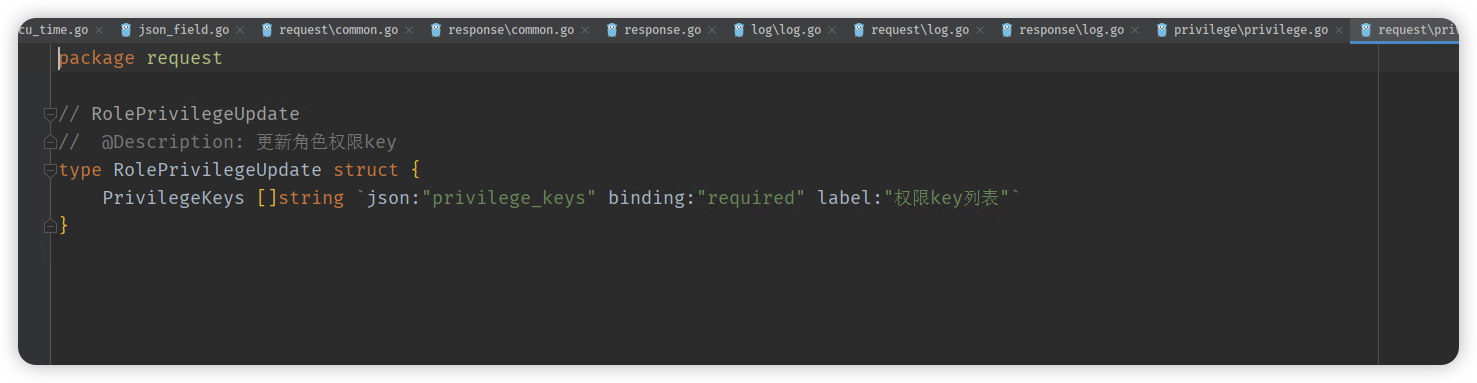 cu_time.go json_field.go request\common.go response\common.go response.go log\log.go request\log.go response\log.go privilege\privilege.go request\pri
package request
// RolePrivilegeUpdate
//  @Description: 更新角色权限key
type RolePrivilegeUpdate struct {
    PrivilegeKeys []string `json:"privilege_keys" binding:"required" label:"权限key列表"`
}